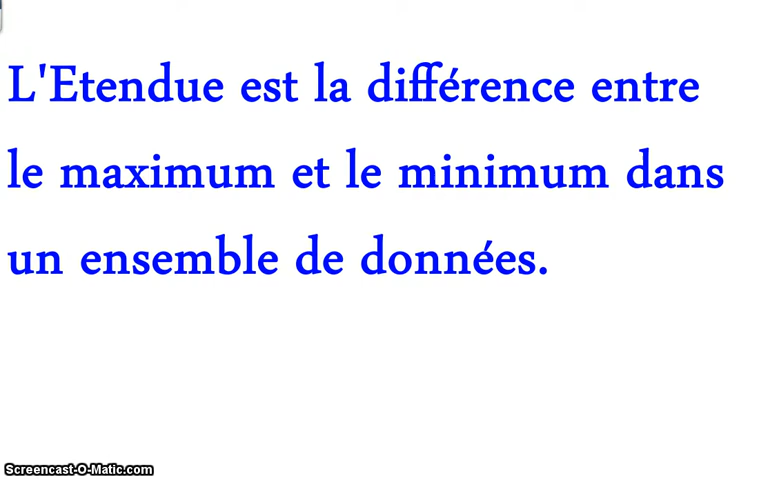 L'Etendue est la différence entre
le maximum et le minimum dans
un ensemble de données.
Screencast-O-Matic.com